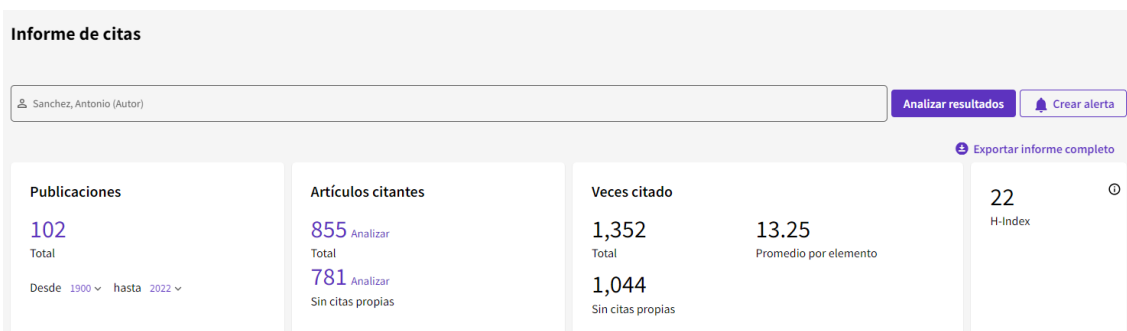 Informe de citas
Sanchez, Antonio (Autor)
Analizar resultados
Crear alerta
Exportar informe completo
Publicaciones
102
Total
Desde 1900 hasta 2022
Artículos citantes
855 Analizar
Total
781 Analizar
Sin citas propias
Veces citado
1,352
Total
13.25
Promedio por elemento
1,044
Sin citas propias
22
H-Index